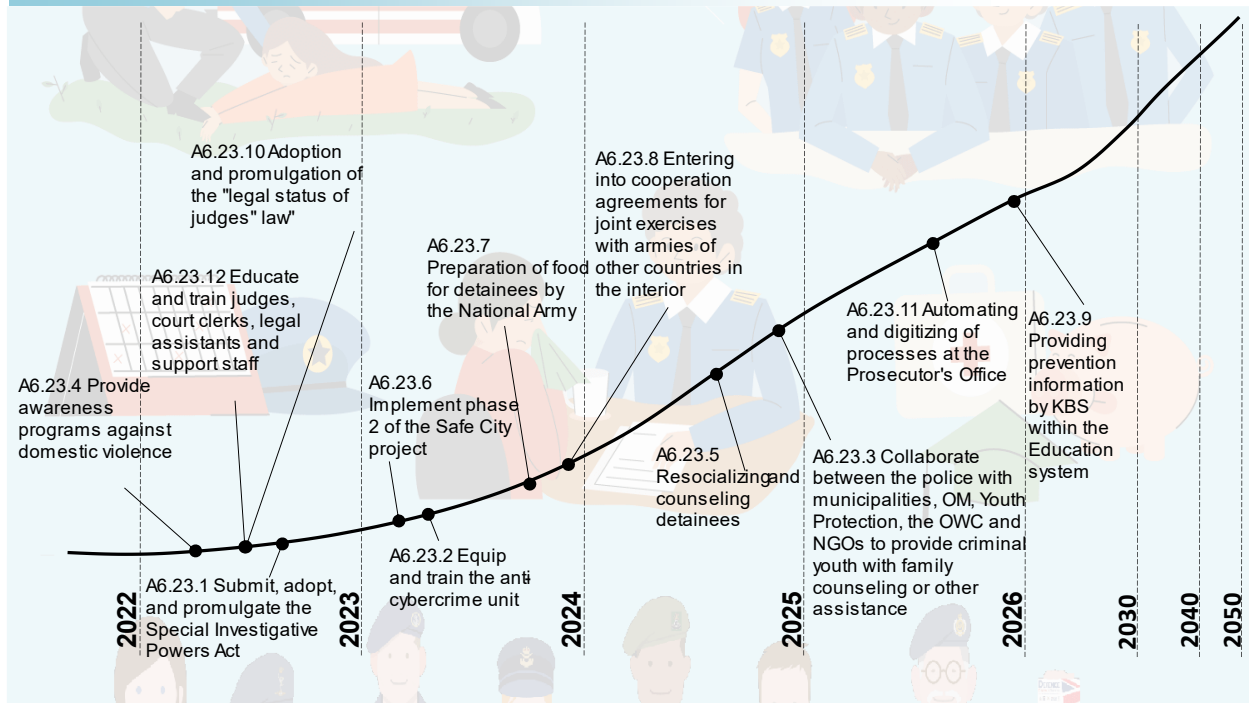 A6.23.10 Adoption
and promulgation of
the "legal status of
judges" law"
A6.23.8 Entering
into cooperation
agreements for
joint exercises
with armies of
other countries in
the interior
A6.23.7
Preparation of food
for detainees by
the National Army
A6.23.12 Educate
and train judges,
court clerks, legal
assistants and
support staff
A6.23.4 Provide
awareness
programs against
domestic violence
A6.23.6
Implement phase
2 of the Safe City
project
A6.23.11 Automating
and digitizing of
processes at the
Prosecutor's Office
A6.23.9
Providing
prevention
information
by KBS
within the
Education
system
A6.23.5
Resocializing and
counseling
detainees
A6.23.3 Collaborate
between the police with
municipalities, OM, Youth
Protection, the OWC and
NGOs to provide criminal
youth with family
counseling or other
assistance
A6.23.2 Equip
and train the anti-
cybercrime unit
A6.23.1 Submit, adopt,
and promulgate the
Special Investigative
Powers Act
2022
2023
2024
2025
2026
2030
2040
2050